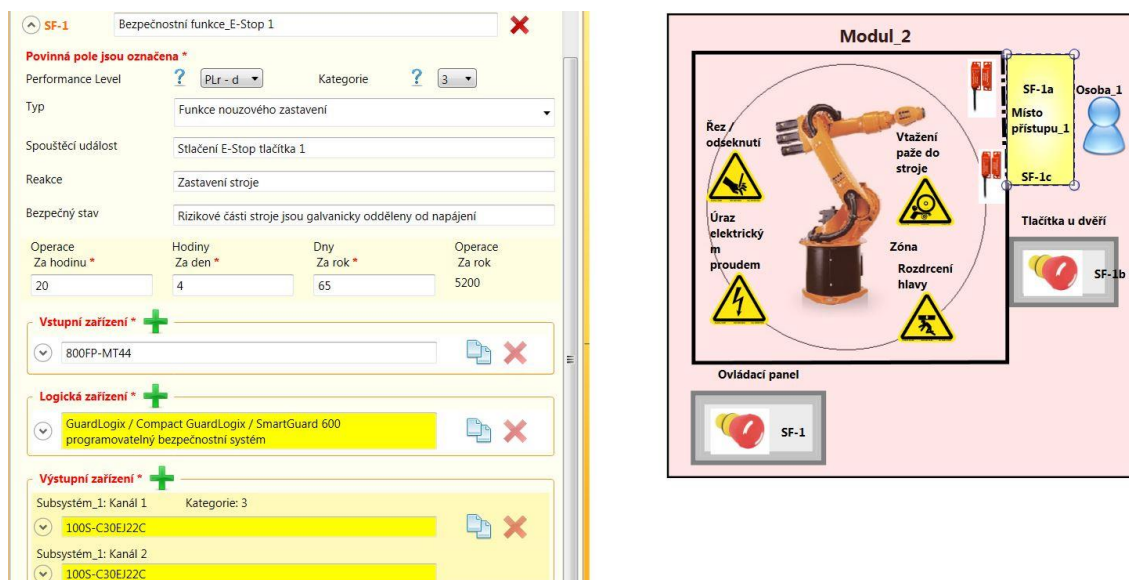 SF-1
Bezpečnostní funkce_E-Stop 1
Povinná pole jsou označena *
Performance Level ? PLr - d Kategorie ? 3
Typ
Funkce nouzového zastavení
Spouštěcí událost
Stlačení E-Stop tlačítka 1
Reakce
Zastavení stroje
Bezpečný stav
Rizikové části stroje jsou galvanicky odděleny od napájení
Operace Hodiny Dny Operace
Za hodinu * Za den * Za rok * Za rok
20 4 65 5200
Vstupní zařízení *
800FP-MT44
Logická zařízení *
GuardLogix / Compact GuardLogix / SmartGuard 600
programovatelný bezpečnostní systém
Výstupní zařízení *
Subsystém_1: Kanál 1 Kategorie: 3
100S-C30EJ22C
Subsystém_1: Kanál 2
100S-C30EJ22C
Modul_2
SF-1a
Místo
přístupu_1
SF-1c
Osoba_1
Řez /
odseknutí
Vtažení
paže do
stroje
Úraz
elektrický
m
proudem
Zóna
Rozdrcení
hlavy
Tlačítka u dvěří
SF-1b
Ovládací panel
SF-1